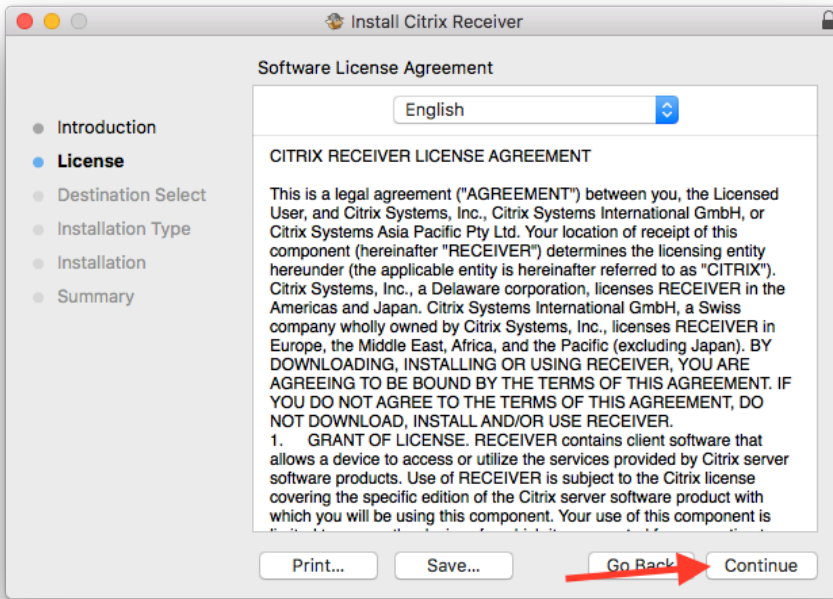 Install Citrix Receiver
Software License Agreement
Introduction
License
Destination Select
Installation Type
Installation
Summary
English
CITRIX RECEIVER LICENSE AGREEMENT
This is a legal agreement ("AGREEMENT") between you, the Licensed
User, and Citrix Systems, Inc., Citrix Systems International GmbH, or
Citrix Systems Asia Pacific Pty Ltd. Your location of receipt of this
component (hereinafter "RECEIVER") determines the licensing entity
hereunder (the applicable entity is hereinafter referred to as "CITRIX").
Citrix Systems, Inc., a Delaware corporation, licenses RECEIVER in the
Americas and Japan. Citrix Systems International GmbH, a Swiss
company wholly owned by Citrix Systems, Inc., licenses RECEIVER in
Europe, the Middle East, Africa, and the Pacific (excluding Japan). BY
DOWNLOADING, INSTALLING OR USING RECEIVER, YOU ARE
AGREEING TO BE BOUND BY THE TERMS OF THIS AGREEMENT. IF
YOU DO NOT AGREE TO THE TERMS OF THIS AGREEMENT, DO
NOT DOWNLOAD, INSTALL AND/OR USE RECEIVER.
1. GRANT OF LICENSE. RECEIVER contains client software that
allows a device to access or utilize the services provided by Citrix server
software products. Use of RECEIVER is subject to the Citrix license
covering the specific edition of the Citrix server software product with
which you will be using this component. Your use of this component is
Print...
Save...
Go Back
Continue